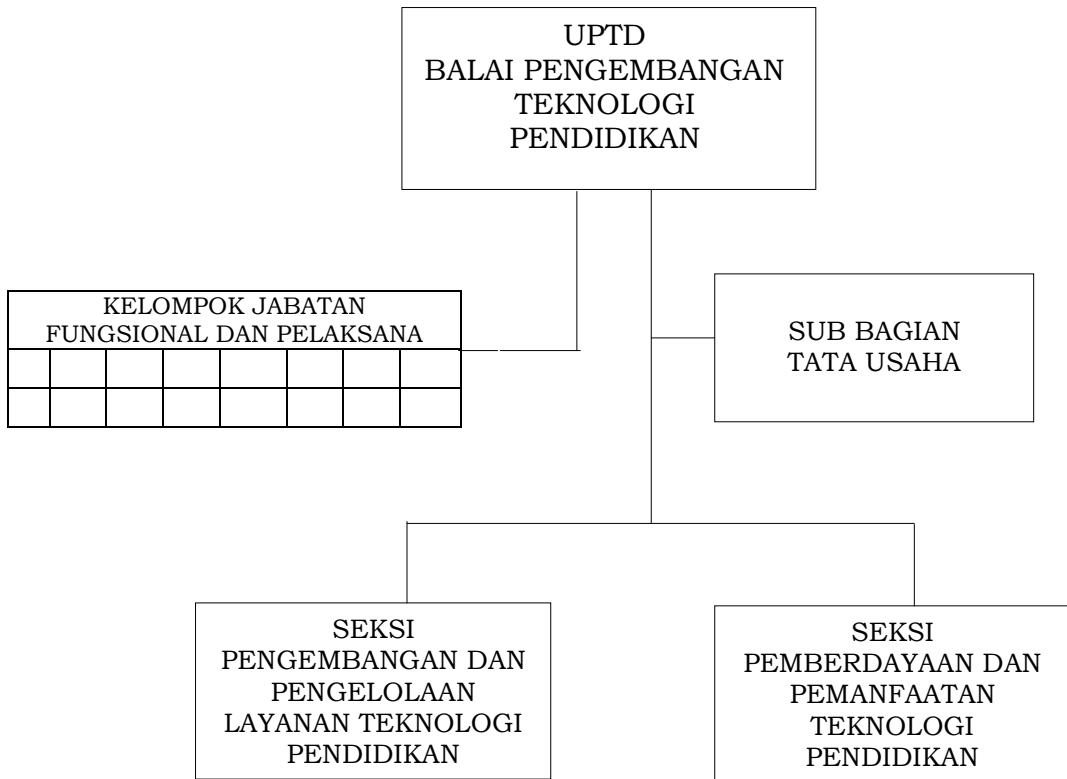 UPTD
BALAI PENGEMBANGAN
TEKNOLOGI
PENDIDIKAN
KELOMPOK JABATAN
FUNGSIONAL DAN PELAKSANA
SUB BAGIAN
TATA USAHA
SEKSI
PENGEMBANGAN DAN
PENGELOLAAN
LAYANAN TEKNOLOGI
PENDIDIKAN
SEKSI
PEMBERDAYAAN DAN
PEMANFAATAN
TEKNOLOGI
PENDIDIKAN